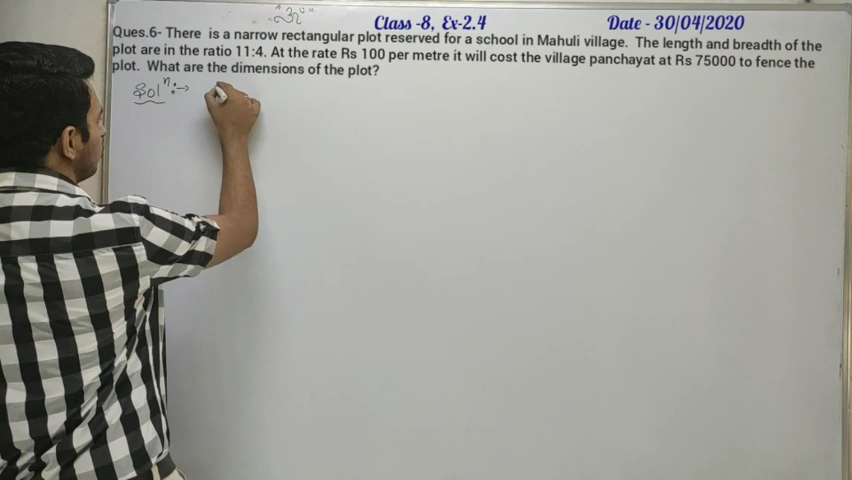 Class -8, Ex-2.4
Date - 30/04/2020
Ques.6- There is a narrow rectangular plot reserved for a school in Mahuli village. The length and breadth of the
plot are in the ratio 11:4. At the rate Rs 100 per metre it will cost the village panchayat at Rs 75000 to fence the
plot. What are the dimensions of the plot?
Solⁿ:→